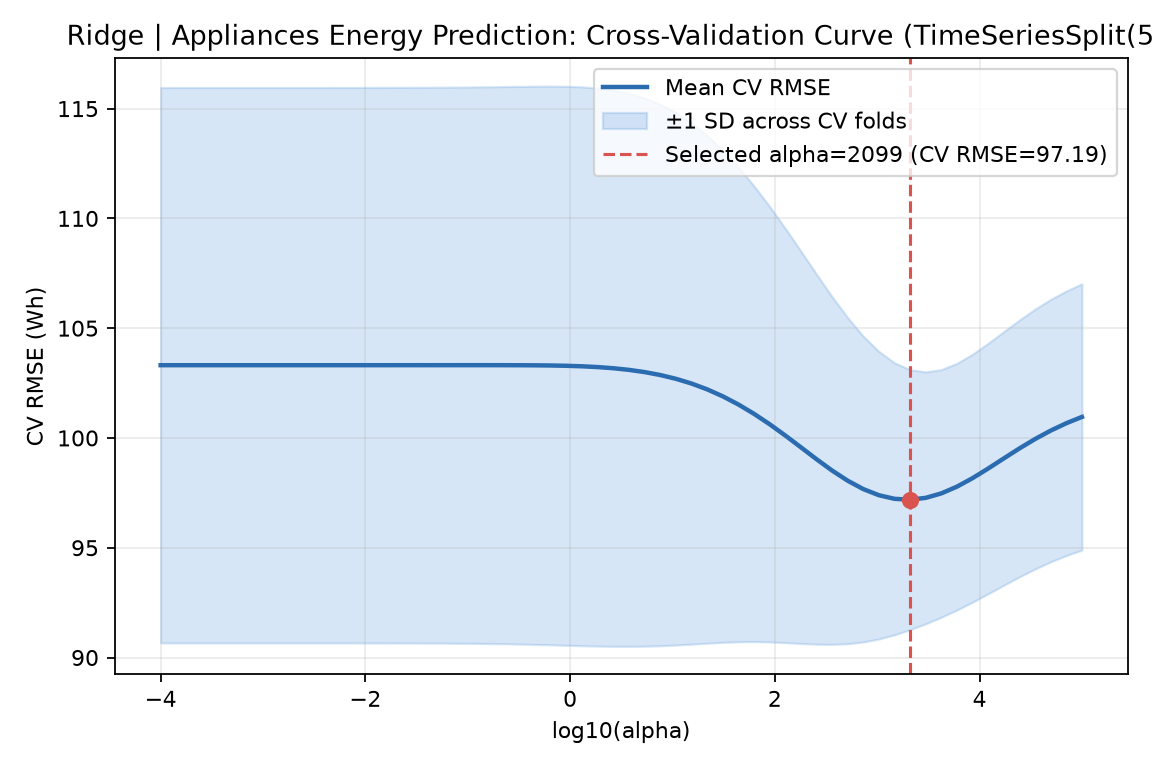 Ridge | Appliances Energy Prediction: Cross-Validation Curve (TimeSeriesSplit(5
Mean CV RMSE
±1 SD across CV folds
Selected alpha=2099 (CV RMSE=97.19)
CV RMSE (Wh)
115
110
105
100
95
90
−4
−2
0
2
4
log10(alpha)